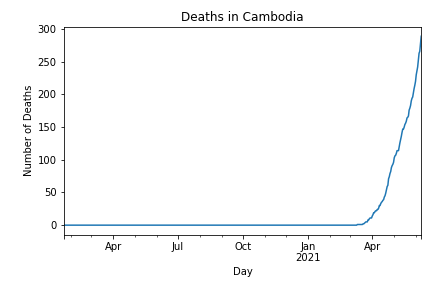 Deaths in Cambodia
300
250
200
150
100
50
0
Number of Deaths
Apr
Jul
Oct
Jan
2021
Apr
Day